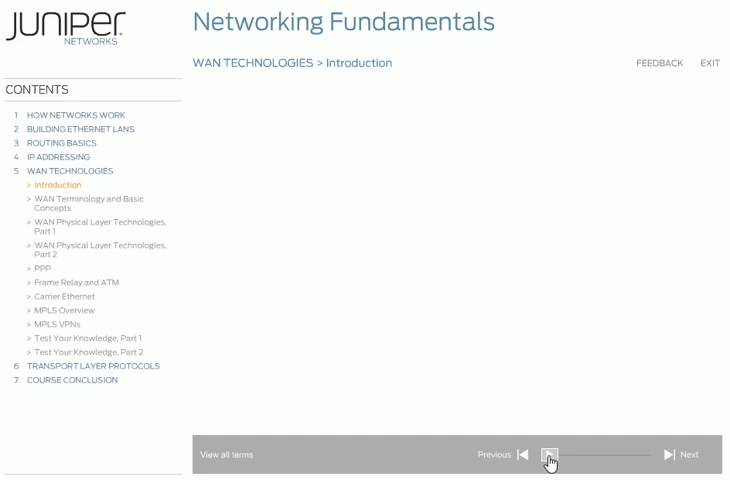 JUNIPER
NETWORKS
Networking Fundamentals
WAN TECHNOLOGIES > Introduction
FEEDBACK EXIT
CONTENTS
1 HOW NETWORKS WORK
2 BUILDING ETHERNET LANS
3 ROUTING BASICS
4 IP ADDRESSING
5 WAN TECHNOLOGIES
> Introduction
> WAN Terminology and Basic
Concepts
> WAN Physical Layer Technologies,
Part 1
> WAN Physical Layer Technologies,
Part 2
> PPP
> Frame Relay and ATM
> Carrier Ethernet
> MPLS Overview
> MPLS VPNs
> Test Your Knowledge, Part 1
> Test Your Knowledge, Part 2
6 TRANSPORT LAYER PROTOCOLS
7 COURSE CONCLUSION
View all terms
Previous
Next